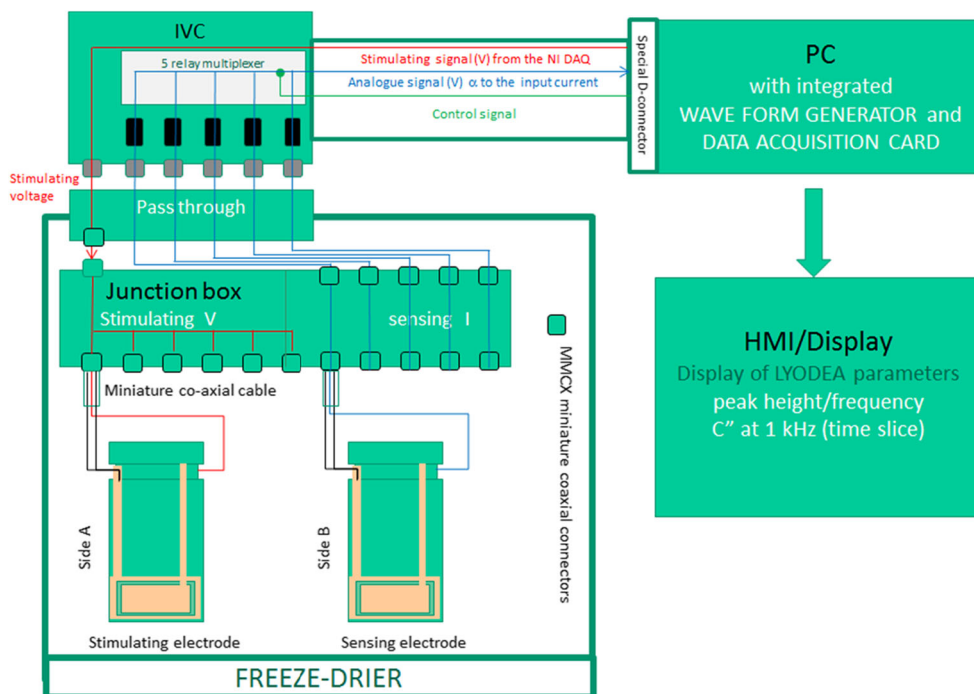 IVC
5 relay multiplexer
Stimulating signal (V) from the NI DAQ
Analogue signal (V) α to the input current
Control signal
Special D-connector
PC
with integrated
WAVE FORM GENERATOR and
DATA ACQUISITION CARD
Stimulating
voltage
Pass through
Junction box
Stimulating V
sensing I
Miniature co-axial cable
MMCX miniature coaxial connectors
HMI/Display
Display of LYODEA parameters
peak height/frequency
C” at 1 kHz (time slice)
Side A
Side B
Stimulating electrode
Sensing electrode
FREEZE-DRIER